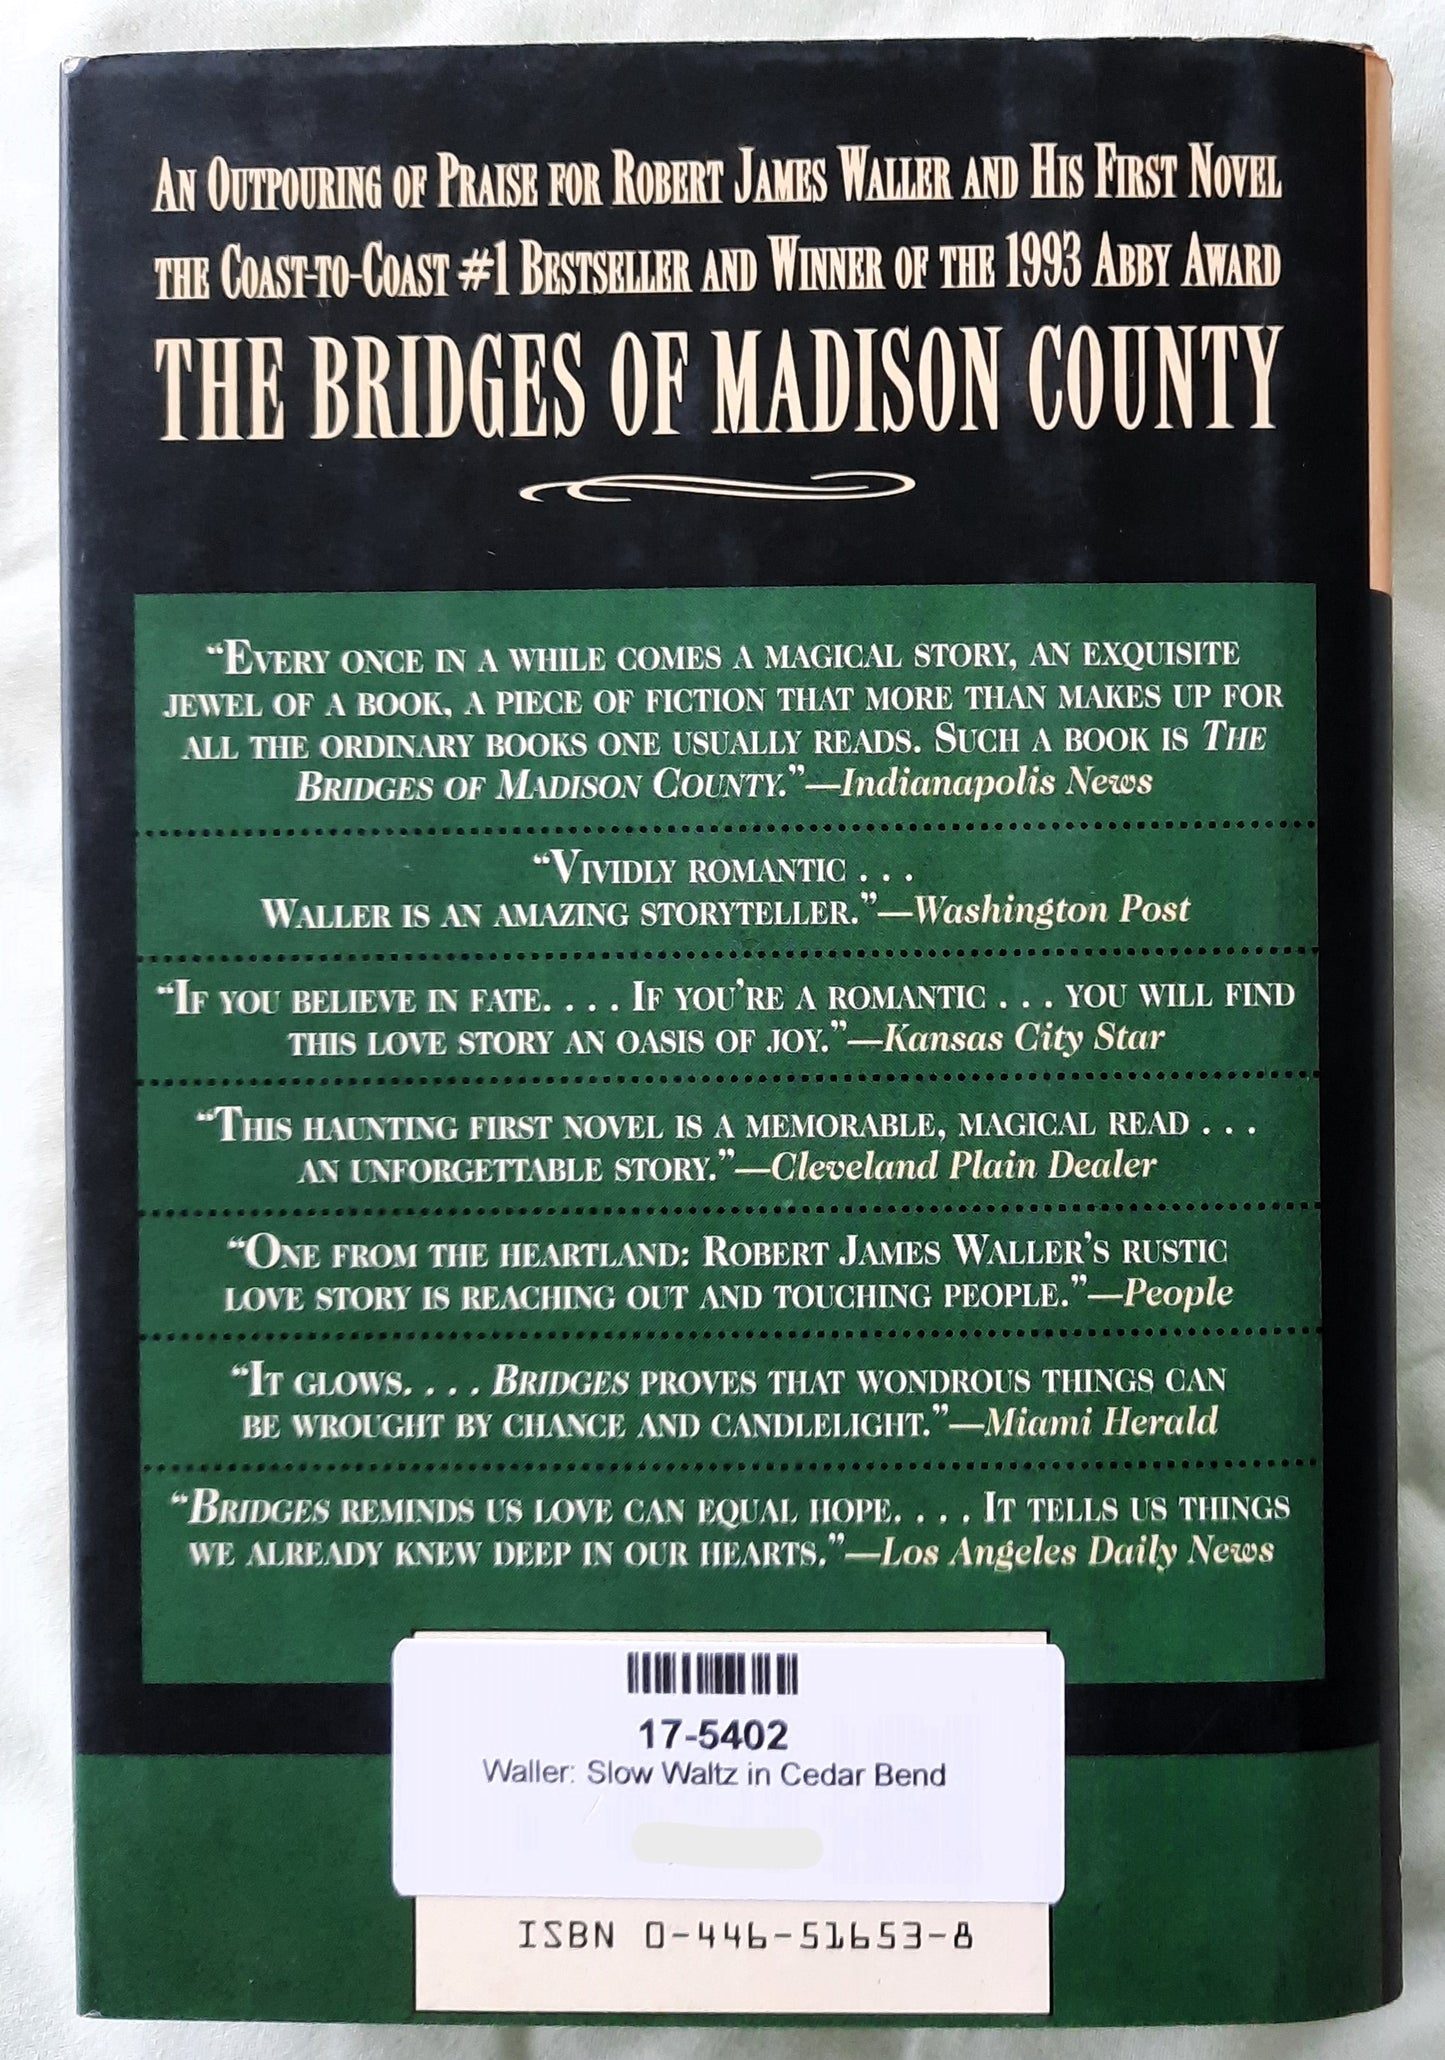 An Outpouring of Praise for Robert James Waller and His First Novel
the Coast-to-Coast #1 Bestseller and Winner of the 1993 Abby Award
THE BRIDGES OF MADISON COUNTY
“Every once in a while comes a magical story, an exquisite
jewel of a book, a piece of fiction that more than makes up for
all the ordinary books one usually reads. Such a book is The
Bridges of Madison County.”—Indianapolis News
“Vividly romantic . . .
Waller is an amazing storyteller.”—Washington Post
“If you believe in fate. . . . If you’re a romantic . . . you will find
this love story an oasis of joy.”—Kansas City Star
“This haunting first novel is a memorable, magical read . . .
an unforgettable story.”—Cleveland Plain Dealer
“One from the heartland: Robert James Waller’s rustic
love story is reaching out and touching people.”—People
“It glows. . . . Bridges proves that wondrous things can
be wrought by chance and candlelight.”—Miami Herald
“Bridges reminds us love can equal hope. . . . It tells us things
we already knew deep in our hearts.”—Los Angeles Daily News
17-5402
Waller: Slow Waltz in Cedar Bend
ISBN 0-446-51653-8